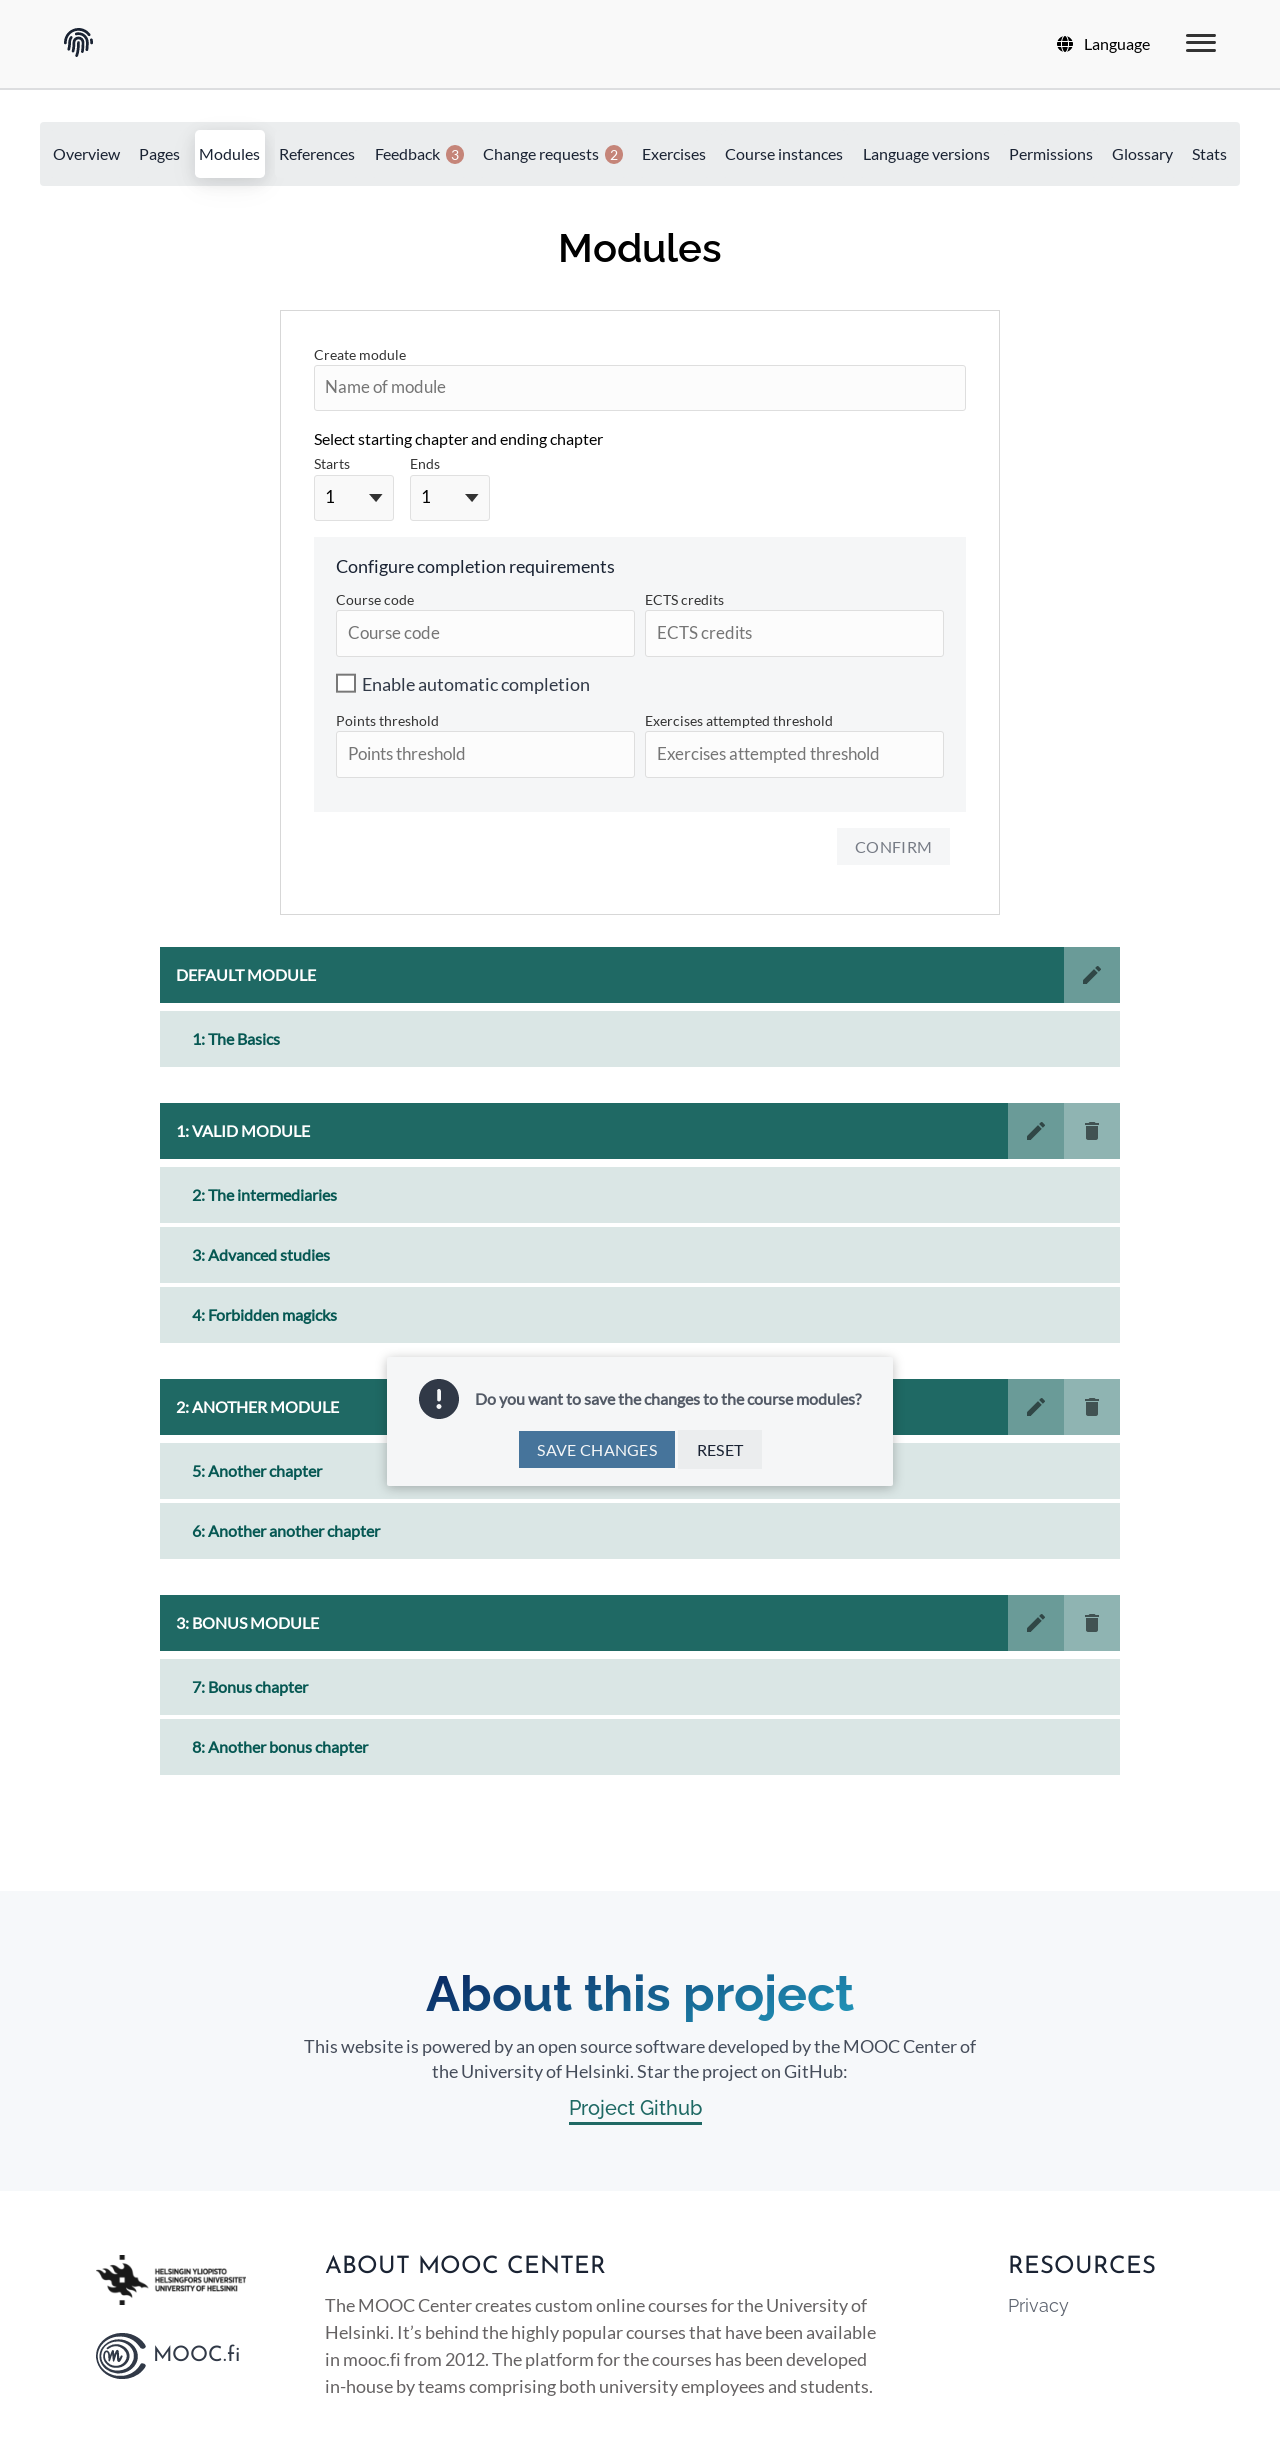 Language
Overview Pages Modules References Feedback 3 Change requests 2 Exercises Course instances Language versions Permissions Glossary Stats
Modules
Create module
Name of module
Select starting chapter and ending chapter
Starts Ends
1 1
Configure completion requirements
Course code ECTS credits
Course code ECTS credits
Enable automatic completion
Points threshold Exercises attempted threshold
Points threshold Exercises attempted threshold
CONFIRM
DEFAULT MODULE
1: The Basics
1: VALID MODULE
2: The intermediaries
3: Advanced studies
4: Forbidden magicks
Do you want to save the changes to the course modules?
SAVE CHANGES RESET
2: ANOTHER MODULE
5: Another chapter
6: Another another chapter
3: BONUS MODULE
7: Bonus chapter
8: Another bonus chapter
About this project
This website is powered by an open source software developed by the MOOC Center of
the University of Helsinki. Star the project on GitHub:
Project Github
HELSINGIN YLIOPISTO
HELSINGFORS UNIVERSITET
UNIVERSITY OF HELSINKI
MOOC.fi
ABOUT MOOC CENTER
The MOOC Center creates custom online courses for the University of
Helsinki. It’s behind the highly popular courses that have been available
in mooc.fi from 2012. The platform for the courses has been developed
in-house by teams comprising both university employees and students.
RESOURCES
Privacy